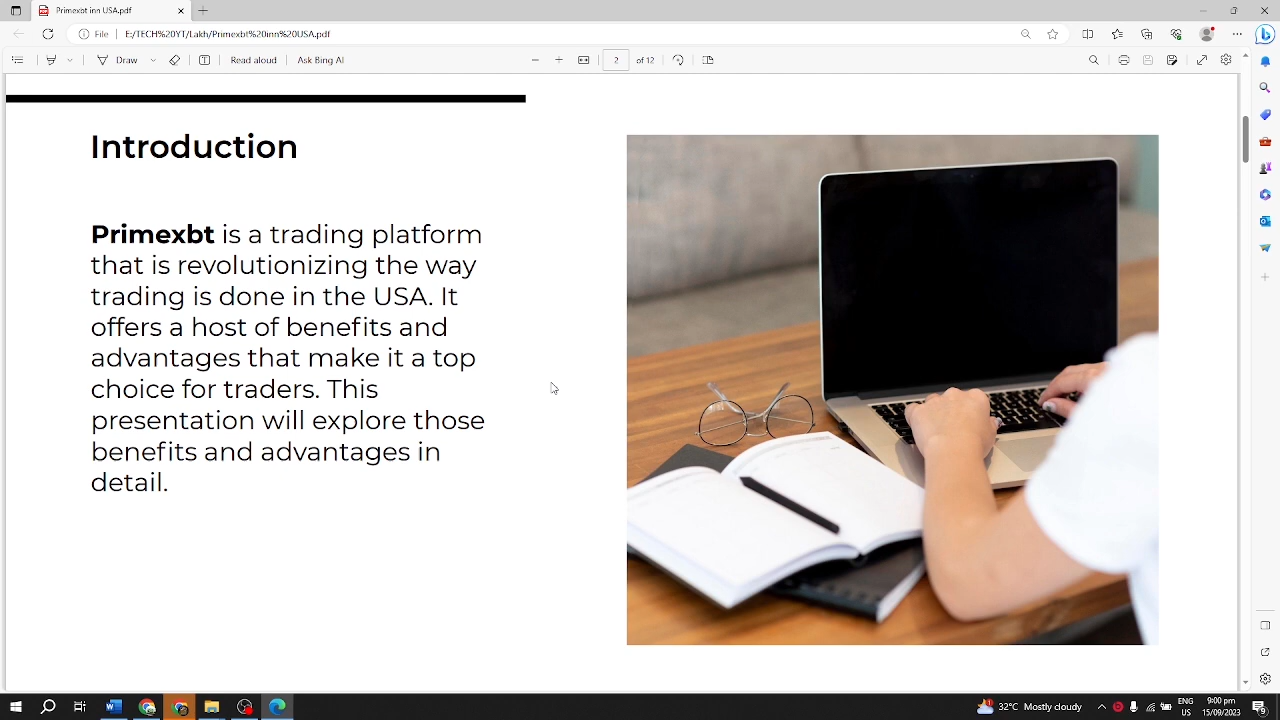 Primexbt inn USA.pdf
File
E:/TECH%20YT/Lakh/Primexbt%20inn%20USA.pdf
Draw
Read aloud
Ask Bing AI
2
of 12
Introduction
Primexbt is a trading platform
that is revolutionizing the way
trading is done in the USA. It
offers a host of benefits and
advantages that make it a top
choice for traders. This
presentation will explore those
benefits and advantages in
detail.
32°C Mostly cloudy
ENG
US
9:00 pm
15/09/2023